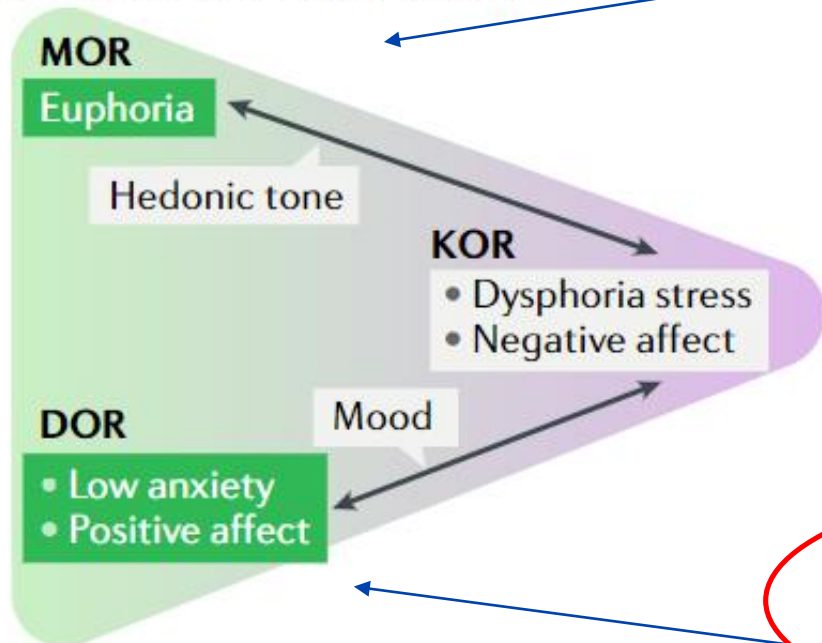 MOR
Euphoria
Hedonic tone
KOR
• Dysphoria stress
• Negative affect
Mood
DOR
• Low anxiety
• Positive affect